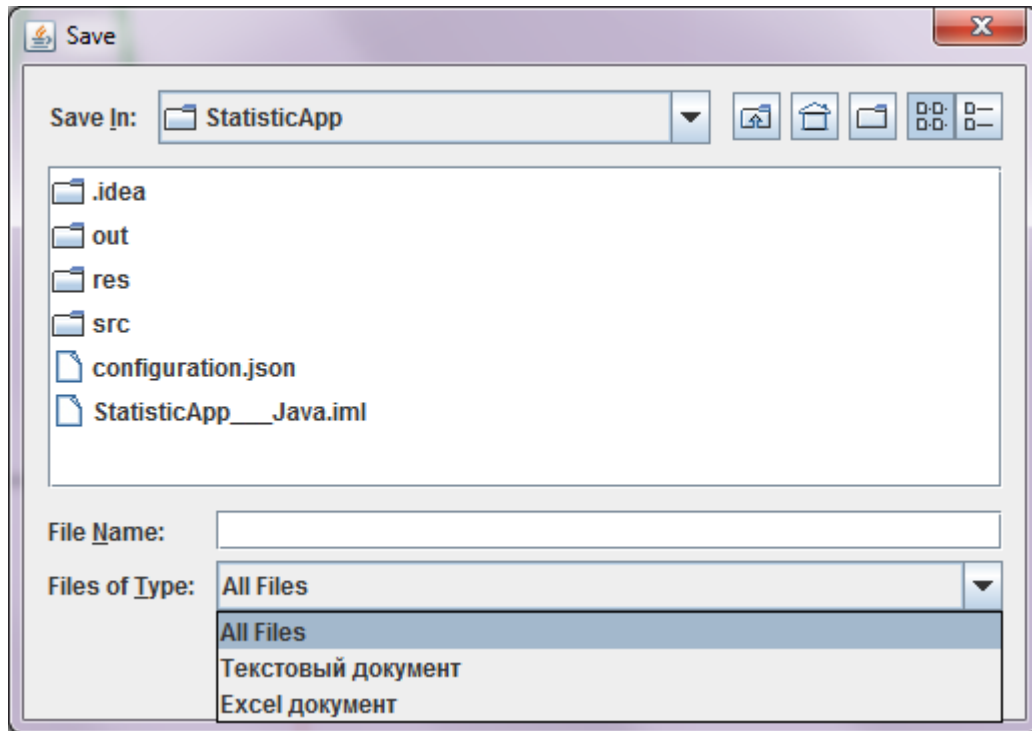 Save
Save In: StatisticApp
.idea
out
res
src
configuration.json
StatisticApp___Java.iml
File Name:
Files of Type: All Files
All Files
Текстовый документ
Excel документ